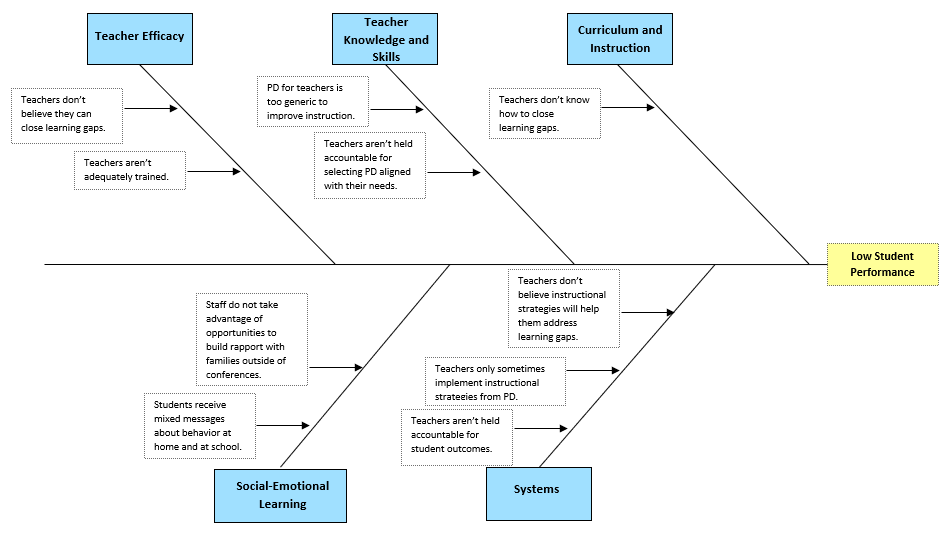 Teacher Efficacy
Teacher
Knowledge and
Skills
Curriculum and
Instruction
Teachers don't
believe they can
close learning gaps.
Teachers aren't
adequately trained.
PD for teachers is
too generic to
improve instruction.
Teachers aren't held
accountable for
selecting PD aligned
with their needs.
Teachers don't know
how to close
learning gaps.
Low Student
Performance
Staff do not take
advantage of
opportunities to
build rapport with
families outside of
conferences.
Students receive
mixed messages
about behavior at
home and at school.
Teachers don't
believe instructional
strategies will help
them address
learning gaps.
Teachers only sometimes
implement instructional
strategies from PD.
Teachers aren't held
accountable for
student outcomes.
Social-Emotional
Learning
Systems